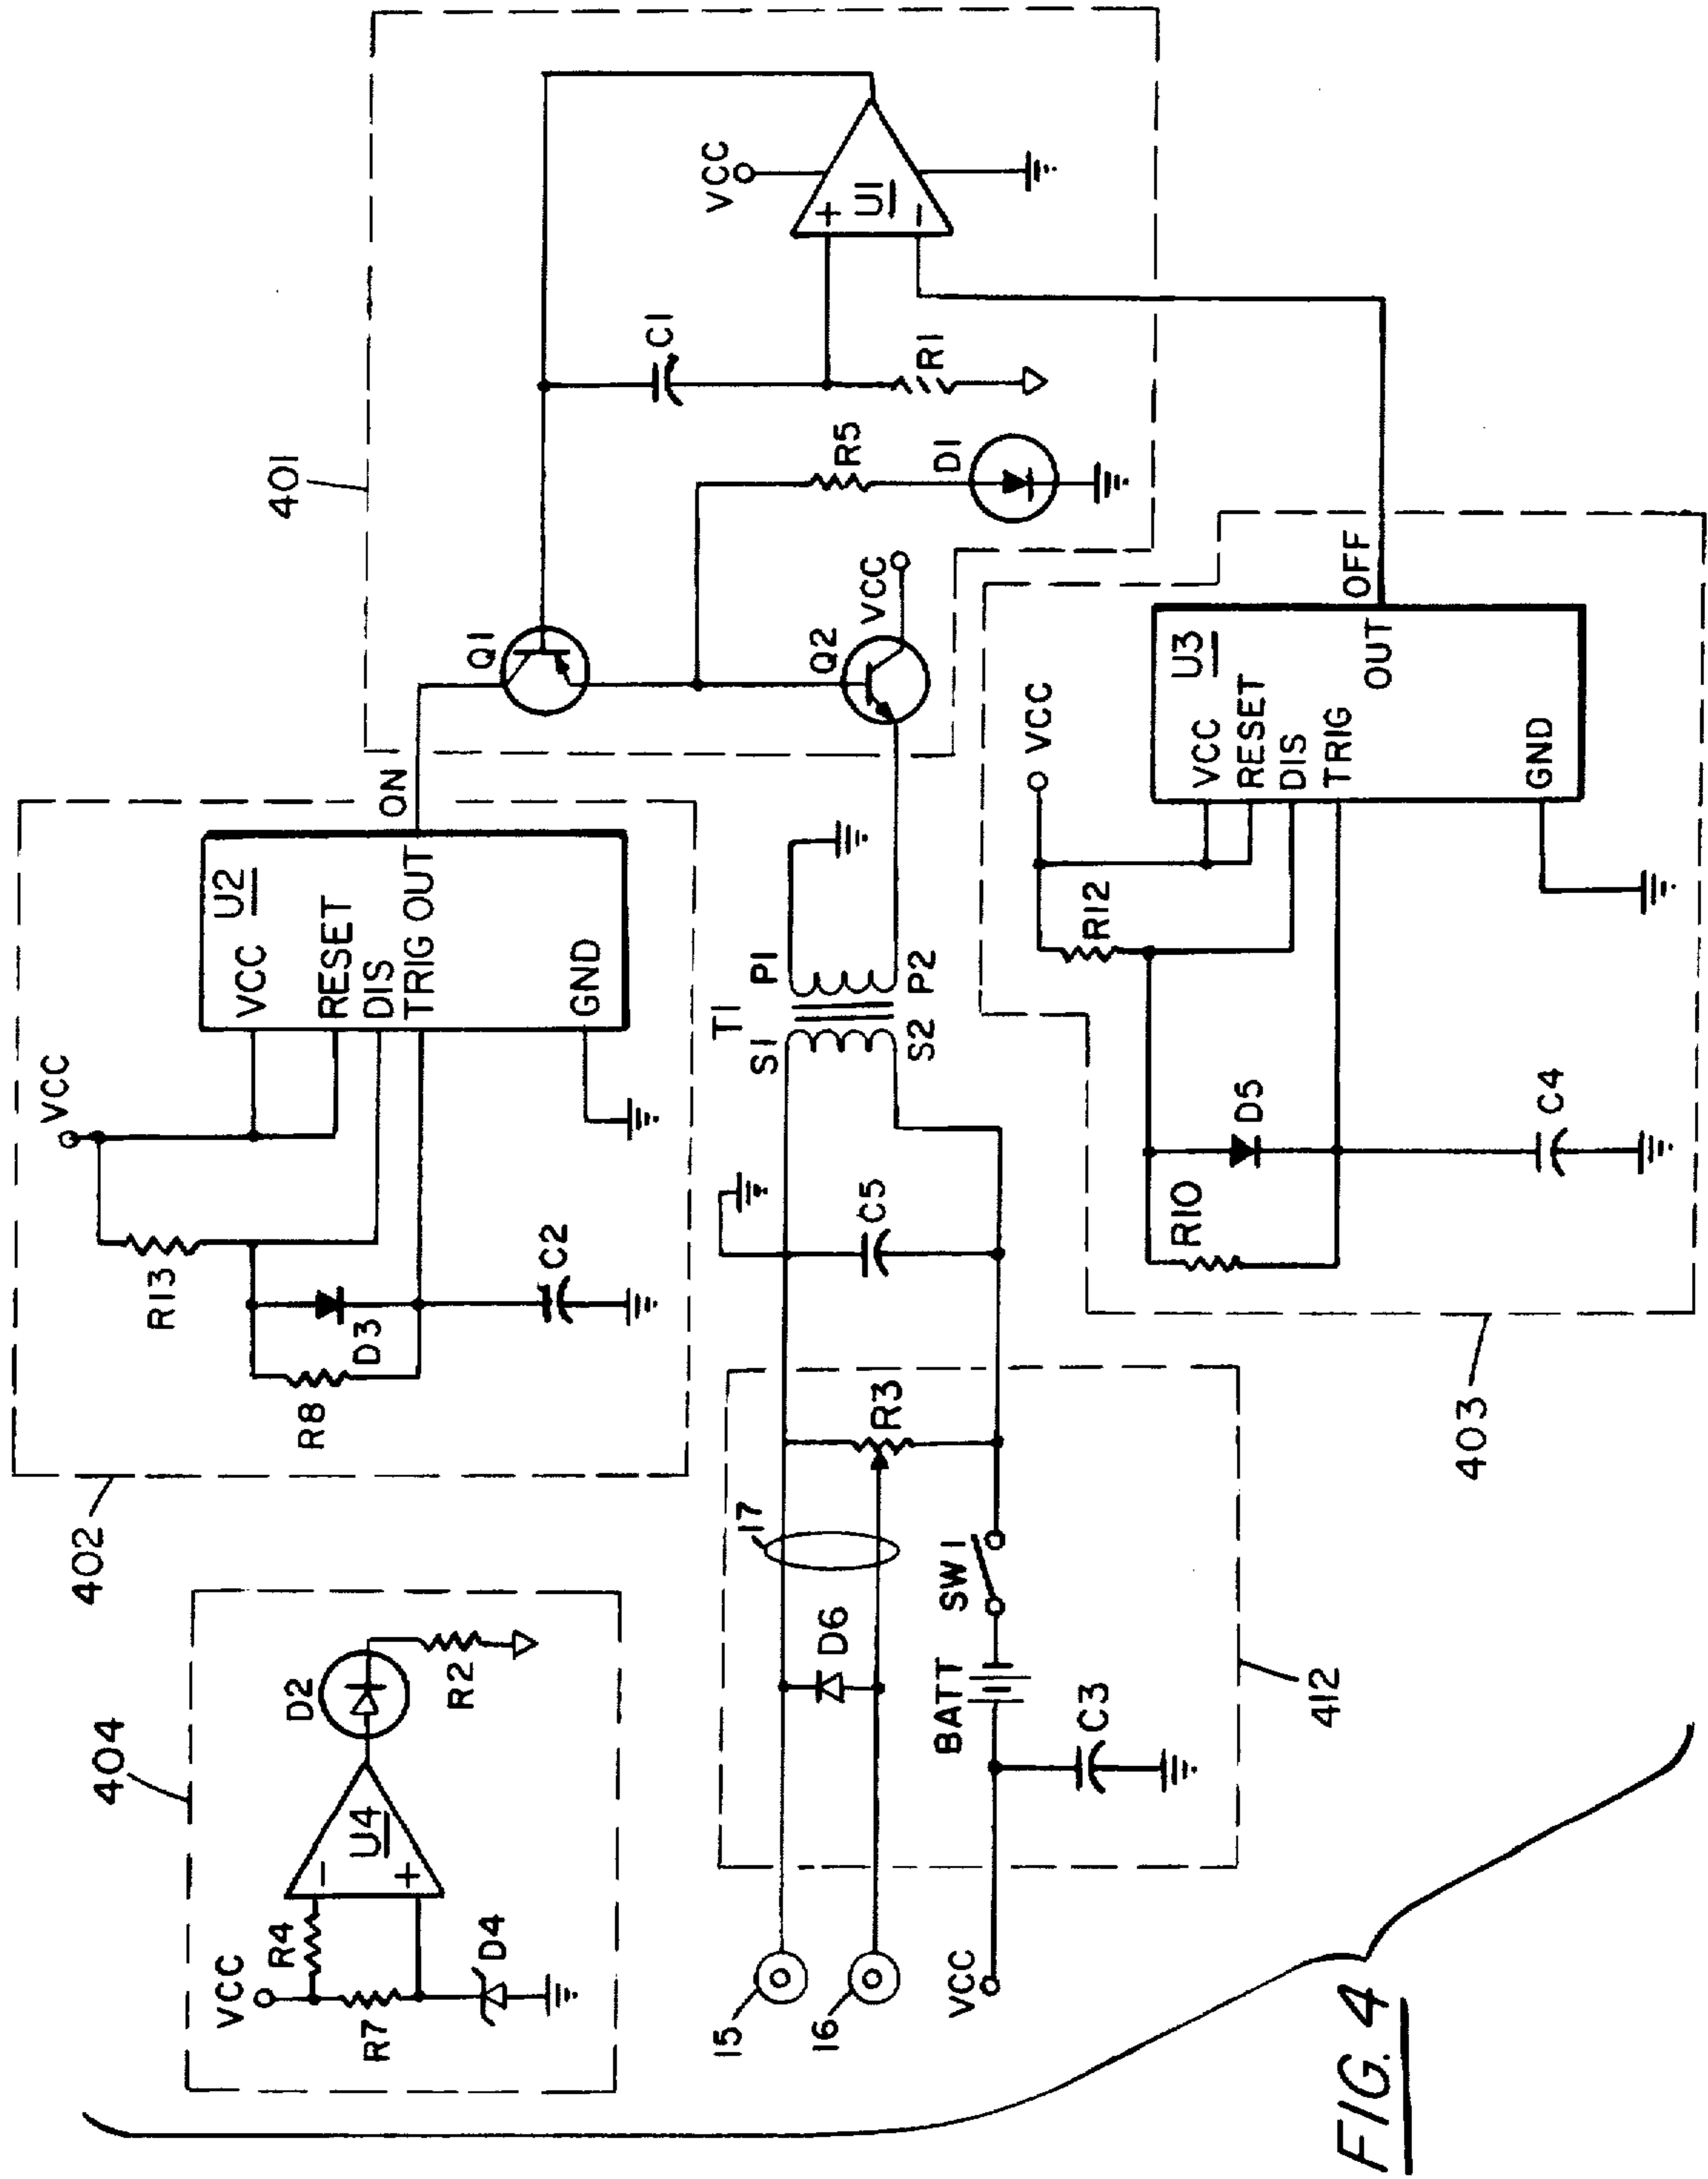 404
VCC
R4
R7
D4
U4
−
+
D2
R2
402
VCC
R13
R8
D3
C2
U2
VCC
RESET
DIS
TRIG OUT
GND
ON
401
Q1
Q2
VCC
R5
D1
C1
R1
VCC
U1
+
−
15
16
VCC
17
D6
BATT
SW1
C3
R3
412
C5
T1
S1
P1
S2
P2
403
VCC
R12
R10
D5
C4
U3
VCC
RESET
DIS
TRIG
OUT
GND
OFF
FIG. 4